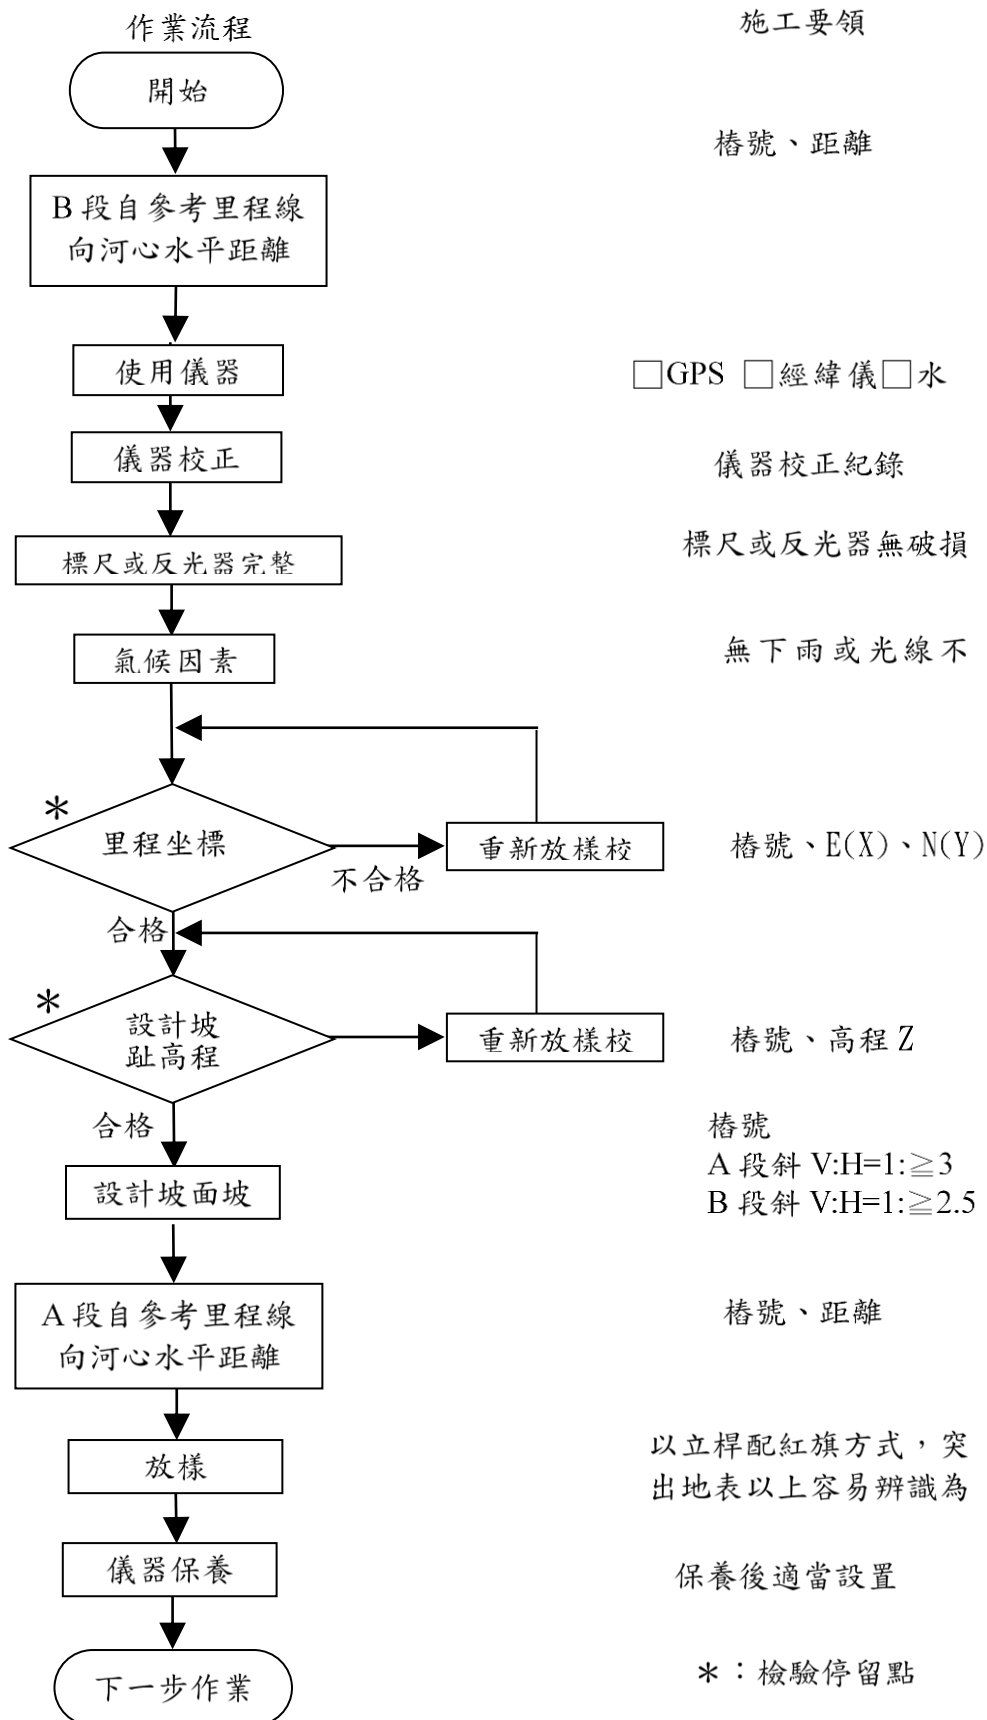 作業流程
施工要領
開始
樁號、距離
B 段自參考里程線
向河心水平距離
使用儀器
□GPS □經緯儀□水
儀器校正
儀器校正紀錄
標尺或反光器完整
標尺或反光器無破損
氣候因素
無下雨或光線不
＊
里程坐標
不合格
重新放樣校
樁號、E(X)、N(Y)
合格
＊
設計坡
趾高程
重新放樣校
樁號、高程 Z
合格
設計坡面坡
樁號
A 段斜 V:H=1:≧3
B 段斜 V:H=1:≧2.5
A 段自參考里程線
向河心水平距離
樁號、距離
放樣
以立桿配紅旗方式，突
出地表以上容易辨識為
儀器保養
保養後適當設置
下一步作業
＊：檢驗停留點